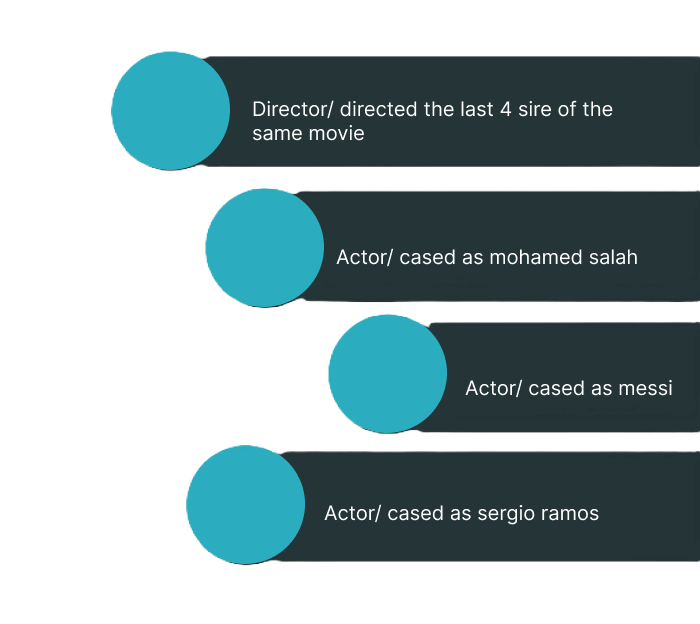 Director/ directed the last 4 sire of the
same movie
Actor/ cased as mohamed salah
Actor/ cased as messi
Actor/ cased as sergio ramos